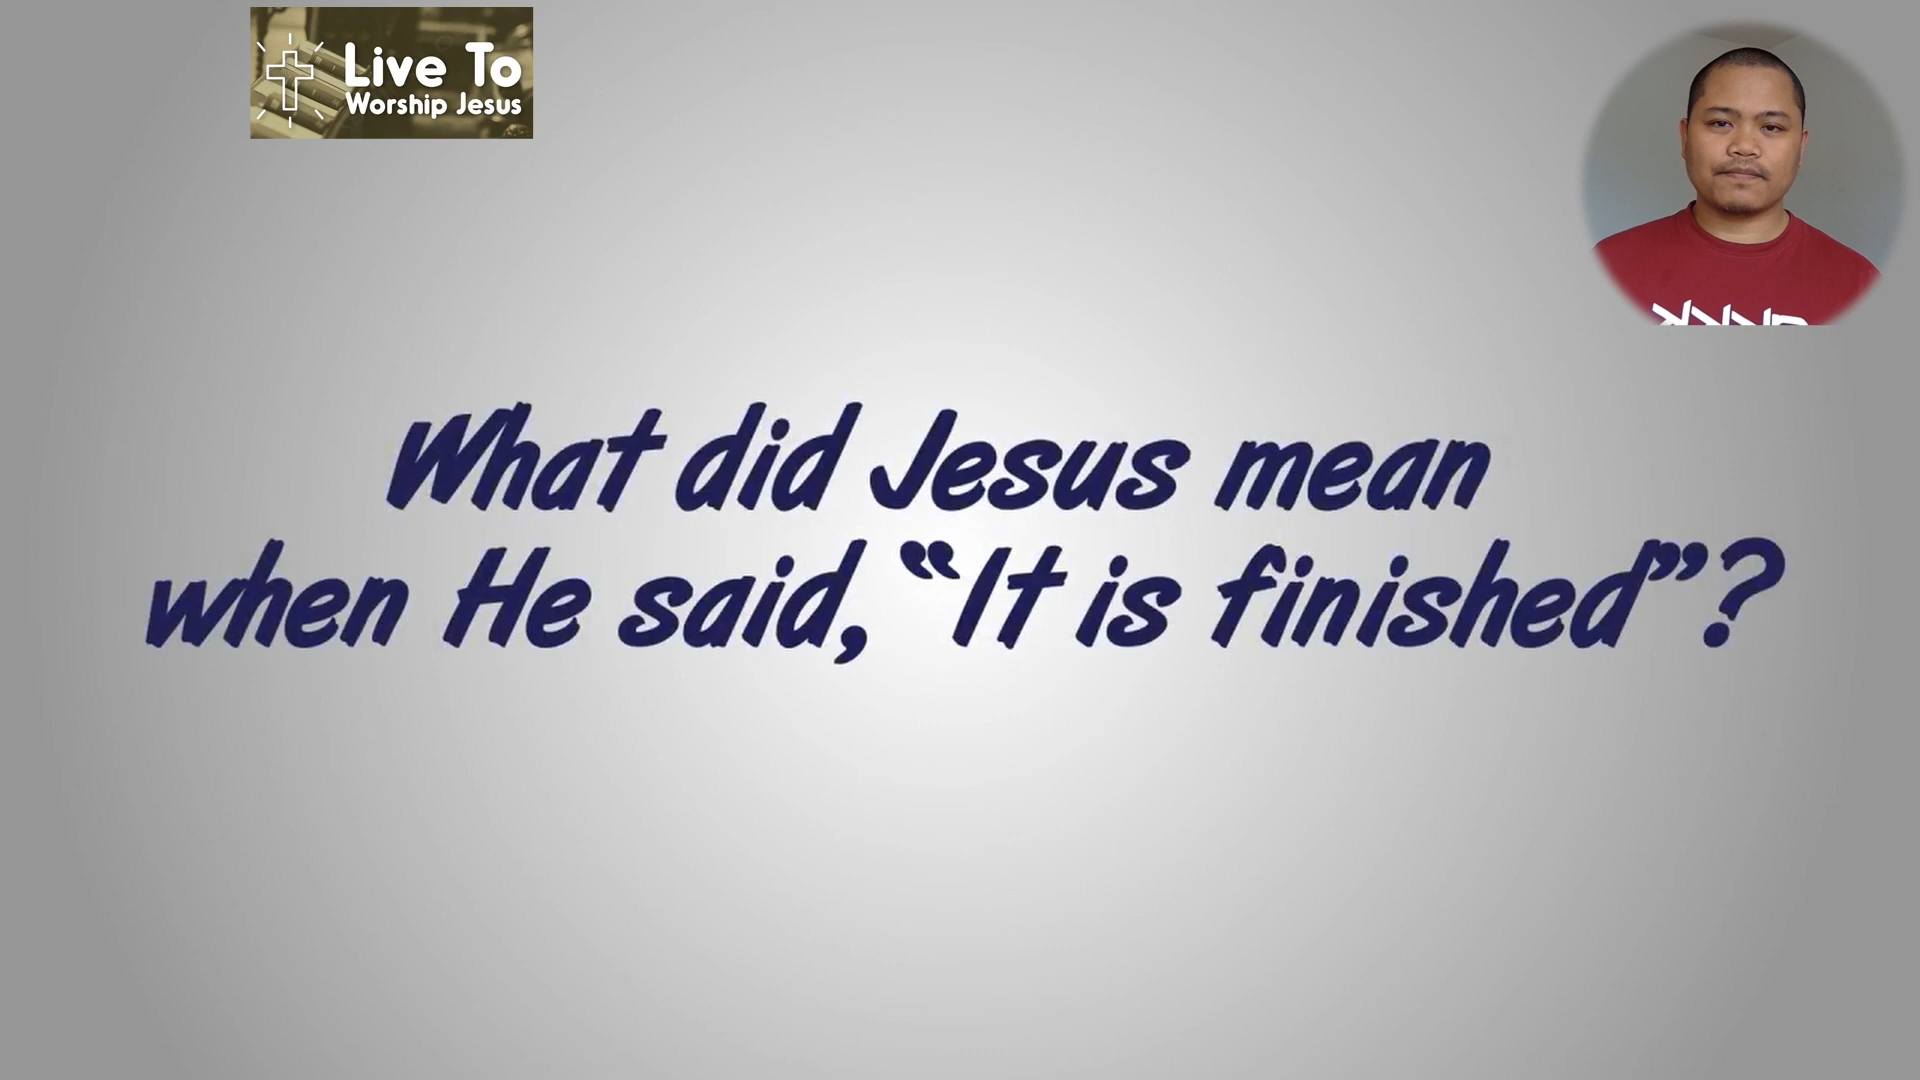 Live To
Worship Jesus
What did Jesus mean
when He said, “It is finished”?